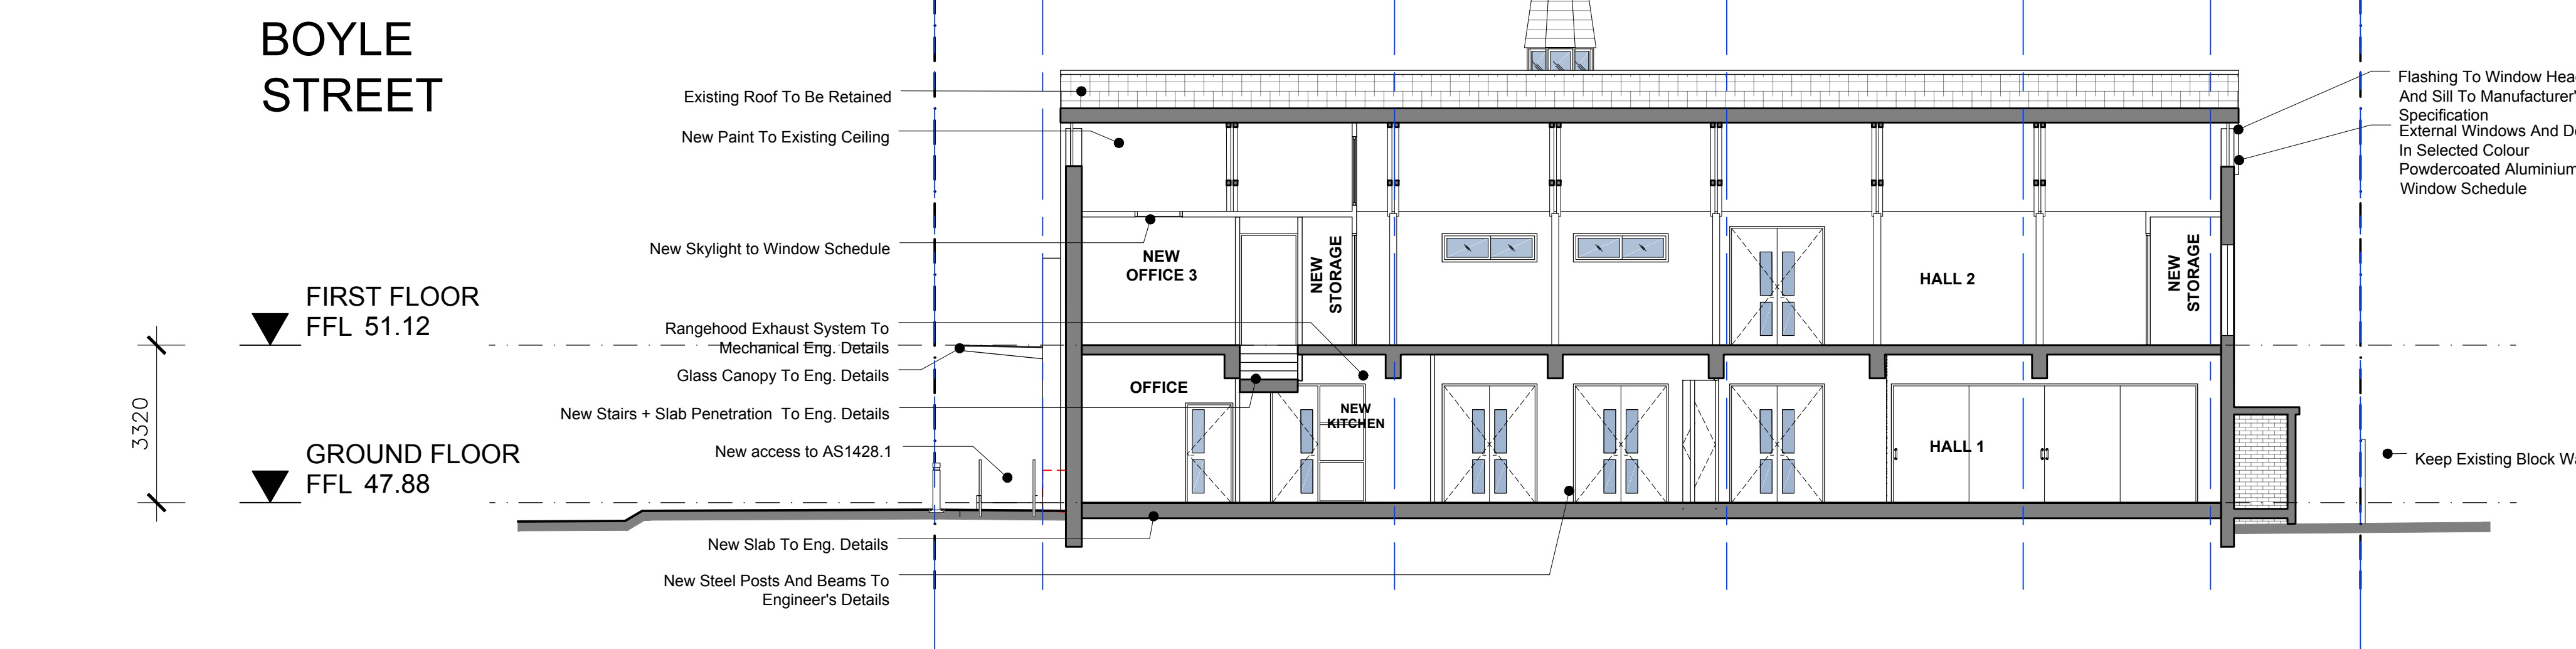 BOYLE
STREET
Existing Roof To Be Retained
New Paint To Existing Ceiling
New Skylight to Window Schedule
FIRST FLOOR
FFL 51.12
Rangehood Exhaust System To
Mechanical Eng. Details
Glass Canopy To Eng. Details
New Stairs + Slab Penetration To Eng. Details
3320
GROUND FLOOR
FFL 47.88
New access to AS1428.1
New Slab To Eng. Details
New Steel Posts And Beams To
Engineer's Details
NEW
OFFICE 3
NEW
STORAGE
HALL 2
NEW
STORAGE
OFFICE
NEW
KITCHEN
HALL 1
Flashing To Window Hea
And Sill To Manufacturer'
Specification
External Windows And D
In Selected Colour
Powdercoated Aluminium
Window Schedule
Keep Existing Block Wa